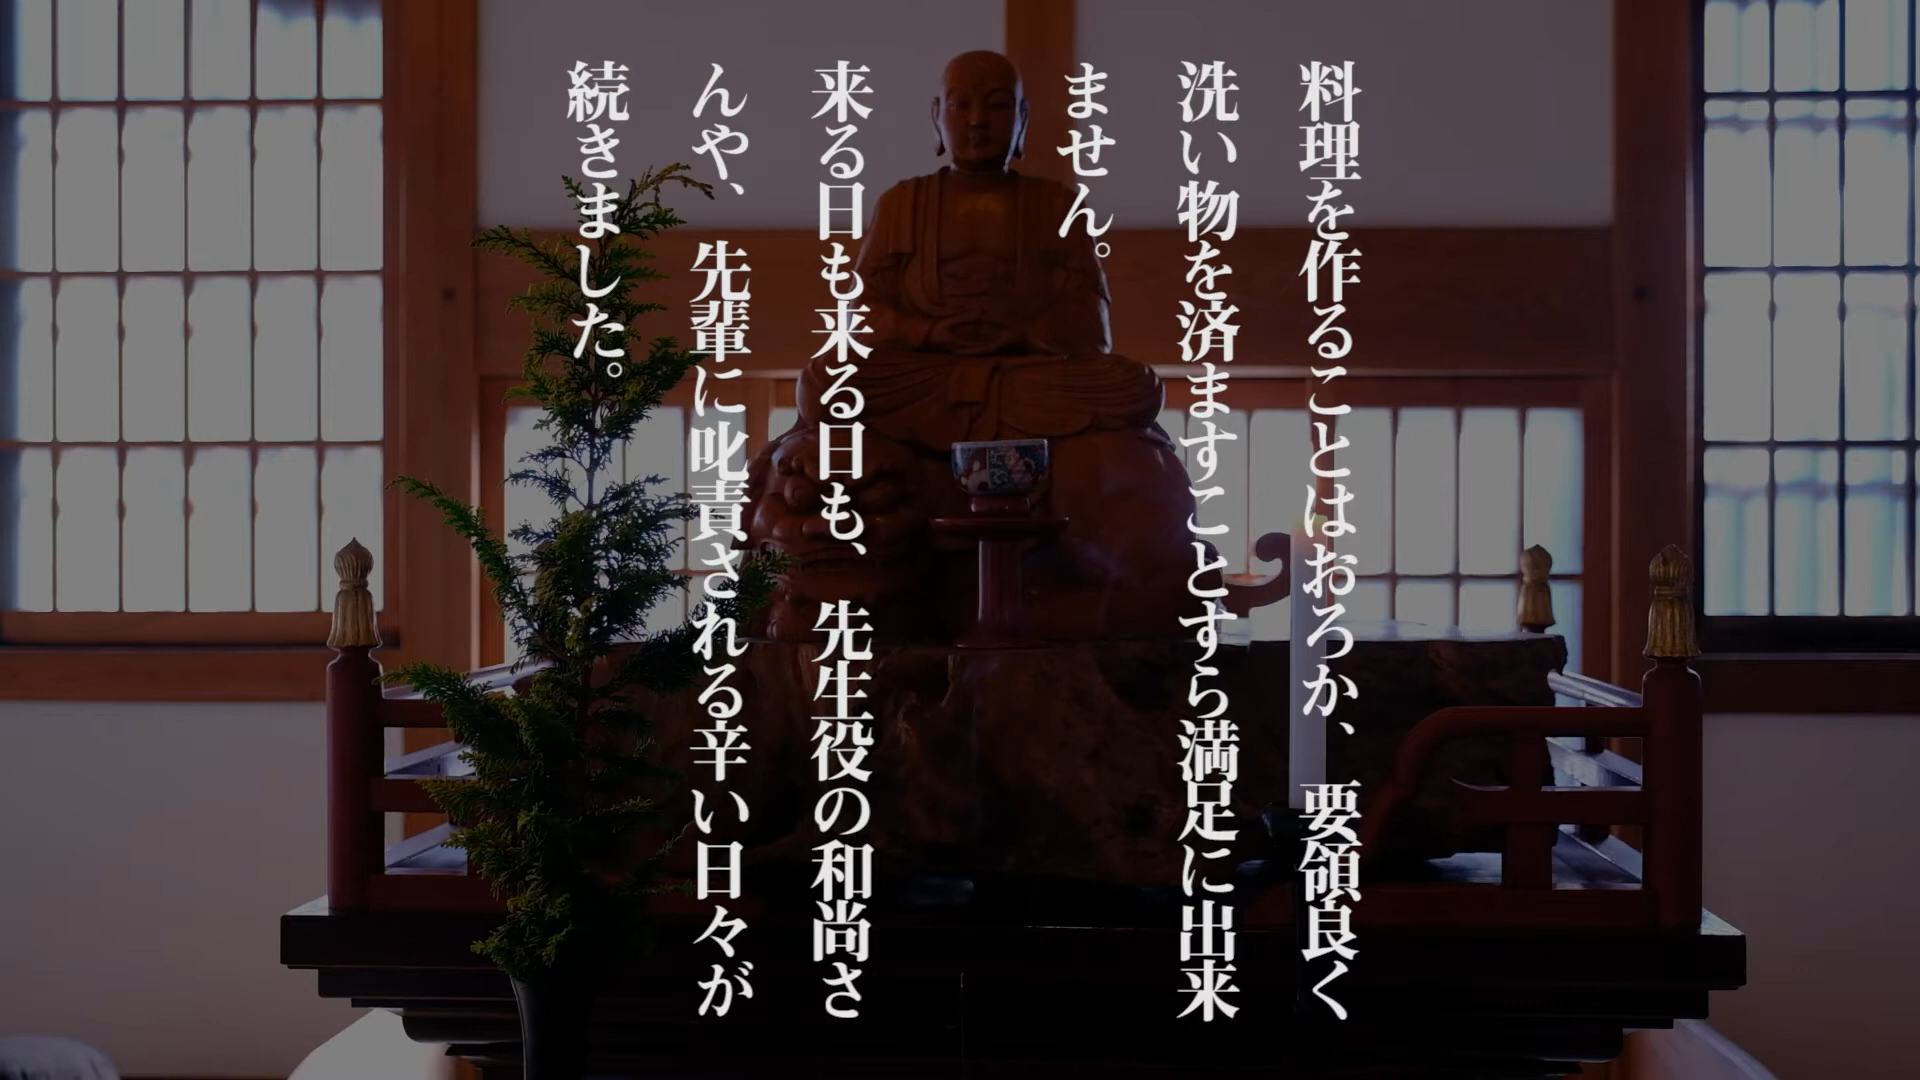 料理を作ることはおろか、要領良く
洗い物を済ますことすら満足に出来
ません。
来る日も来る日も、先生役の和尚さ
んや、先輩に叱責される辛い日々が
続きました。